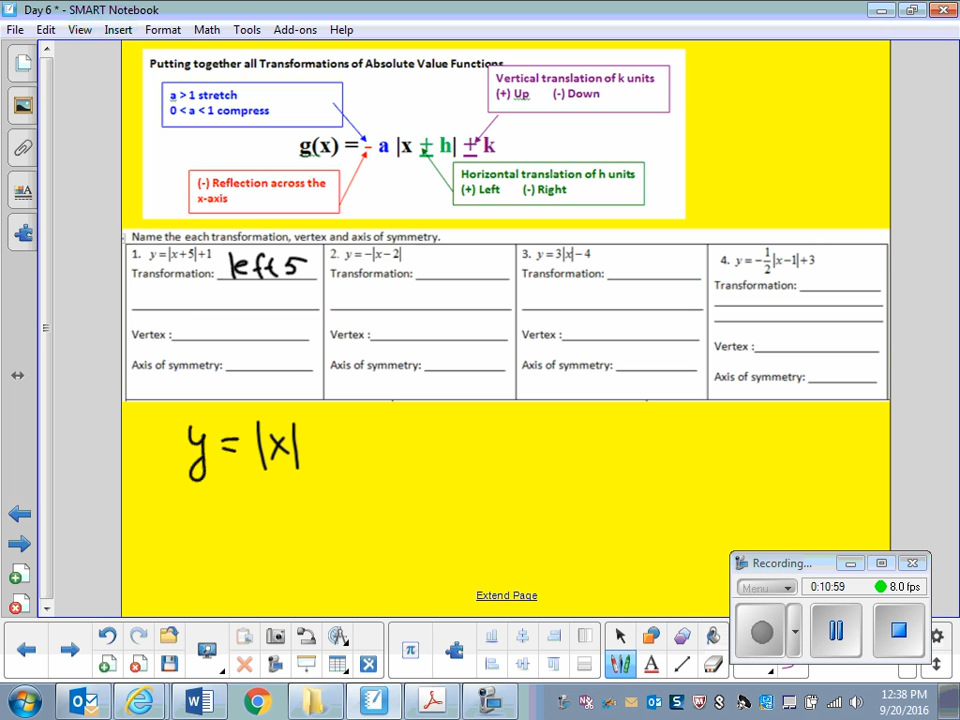 Day 6 * - SMART Notebook
File Edit View Insert Format Math Tools Add-ons Help
Putting together all Transformations of Absolute Value Functions
Vertical translation of k units
(+) Up (-) Down
a > 1 stretch
0 < a < 1 compress
g(x) = - a |x ± h| ± k
(-) Reflection across the
x-axis
Horizontal translation of h units
(+) Left (-) Right
Name the each transformation, vertex and axis of symmetry.
1. y=|x+5|+1
Transformation: left 5
Vertex :
Axis of symmetry:
2. y=-|x-2|
Transformation:
Vertex :
Axis of symmetry:
3. y=3|x|-4
Transformation:
Vertex :
Axis of symmetry:
4. y=-1/2|x-1|+3
Transformation:
Vertex :
Axis of symmetry:
y = |x|
Extend Page
Recording...
Menu 0:10:59 8.0 fps
12:38 PM
9/20/2016